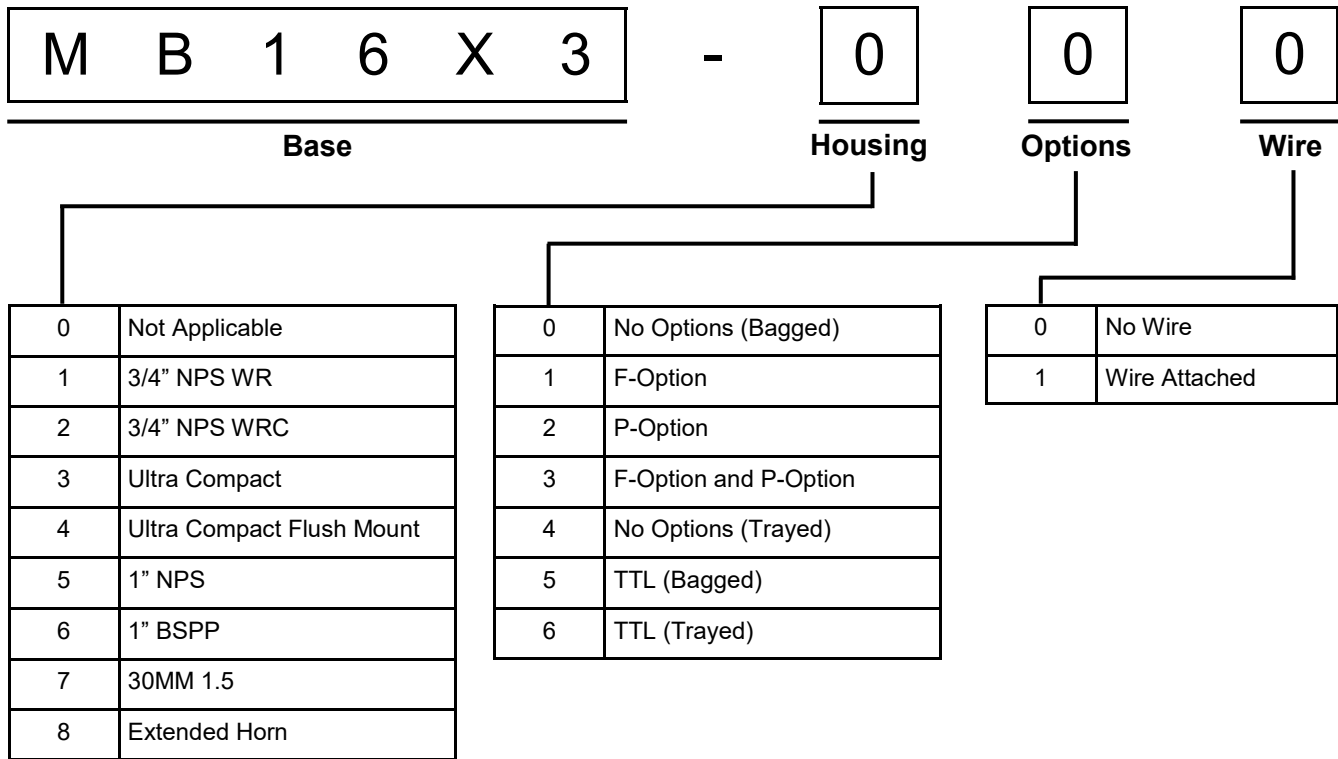 M B 1 6 X 3 - 0 0 0
Base Housing Options Wire
0 Not Applicable
1 3/4” NPS WR
2 3/4” NPS WRC
3 Ultra Compact
4 Ultra Compact Flush Mount
5 1” NPS
6 1” BSPP
7 30MM 1.5
8 Extended Horn
0 No Options (Bagged)
1 F-Option
2 P-Option
3 F-Option and P-Option
4 No Options (Trayed)
5 TTL (Bagged)
6 TTL (Trayed)
0 No Wire
1 Wire Attached